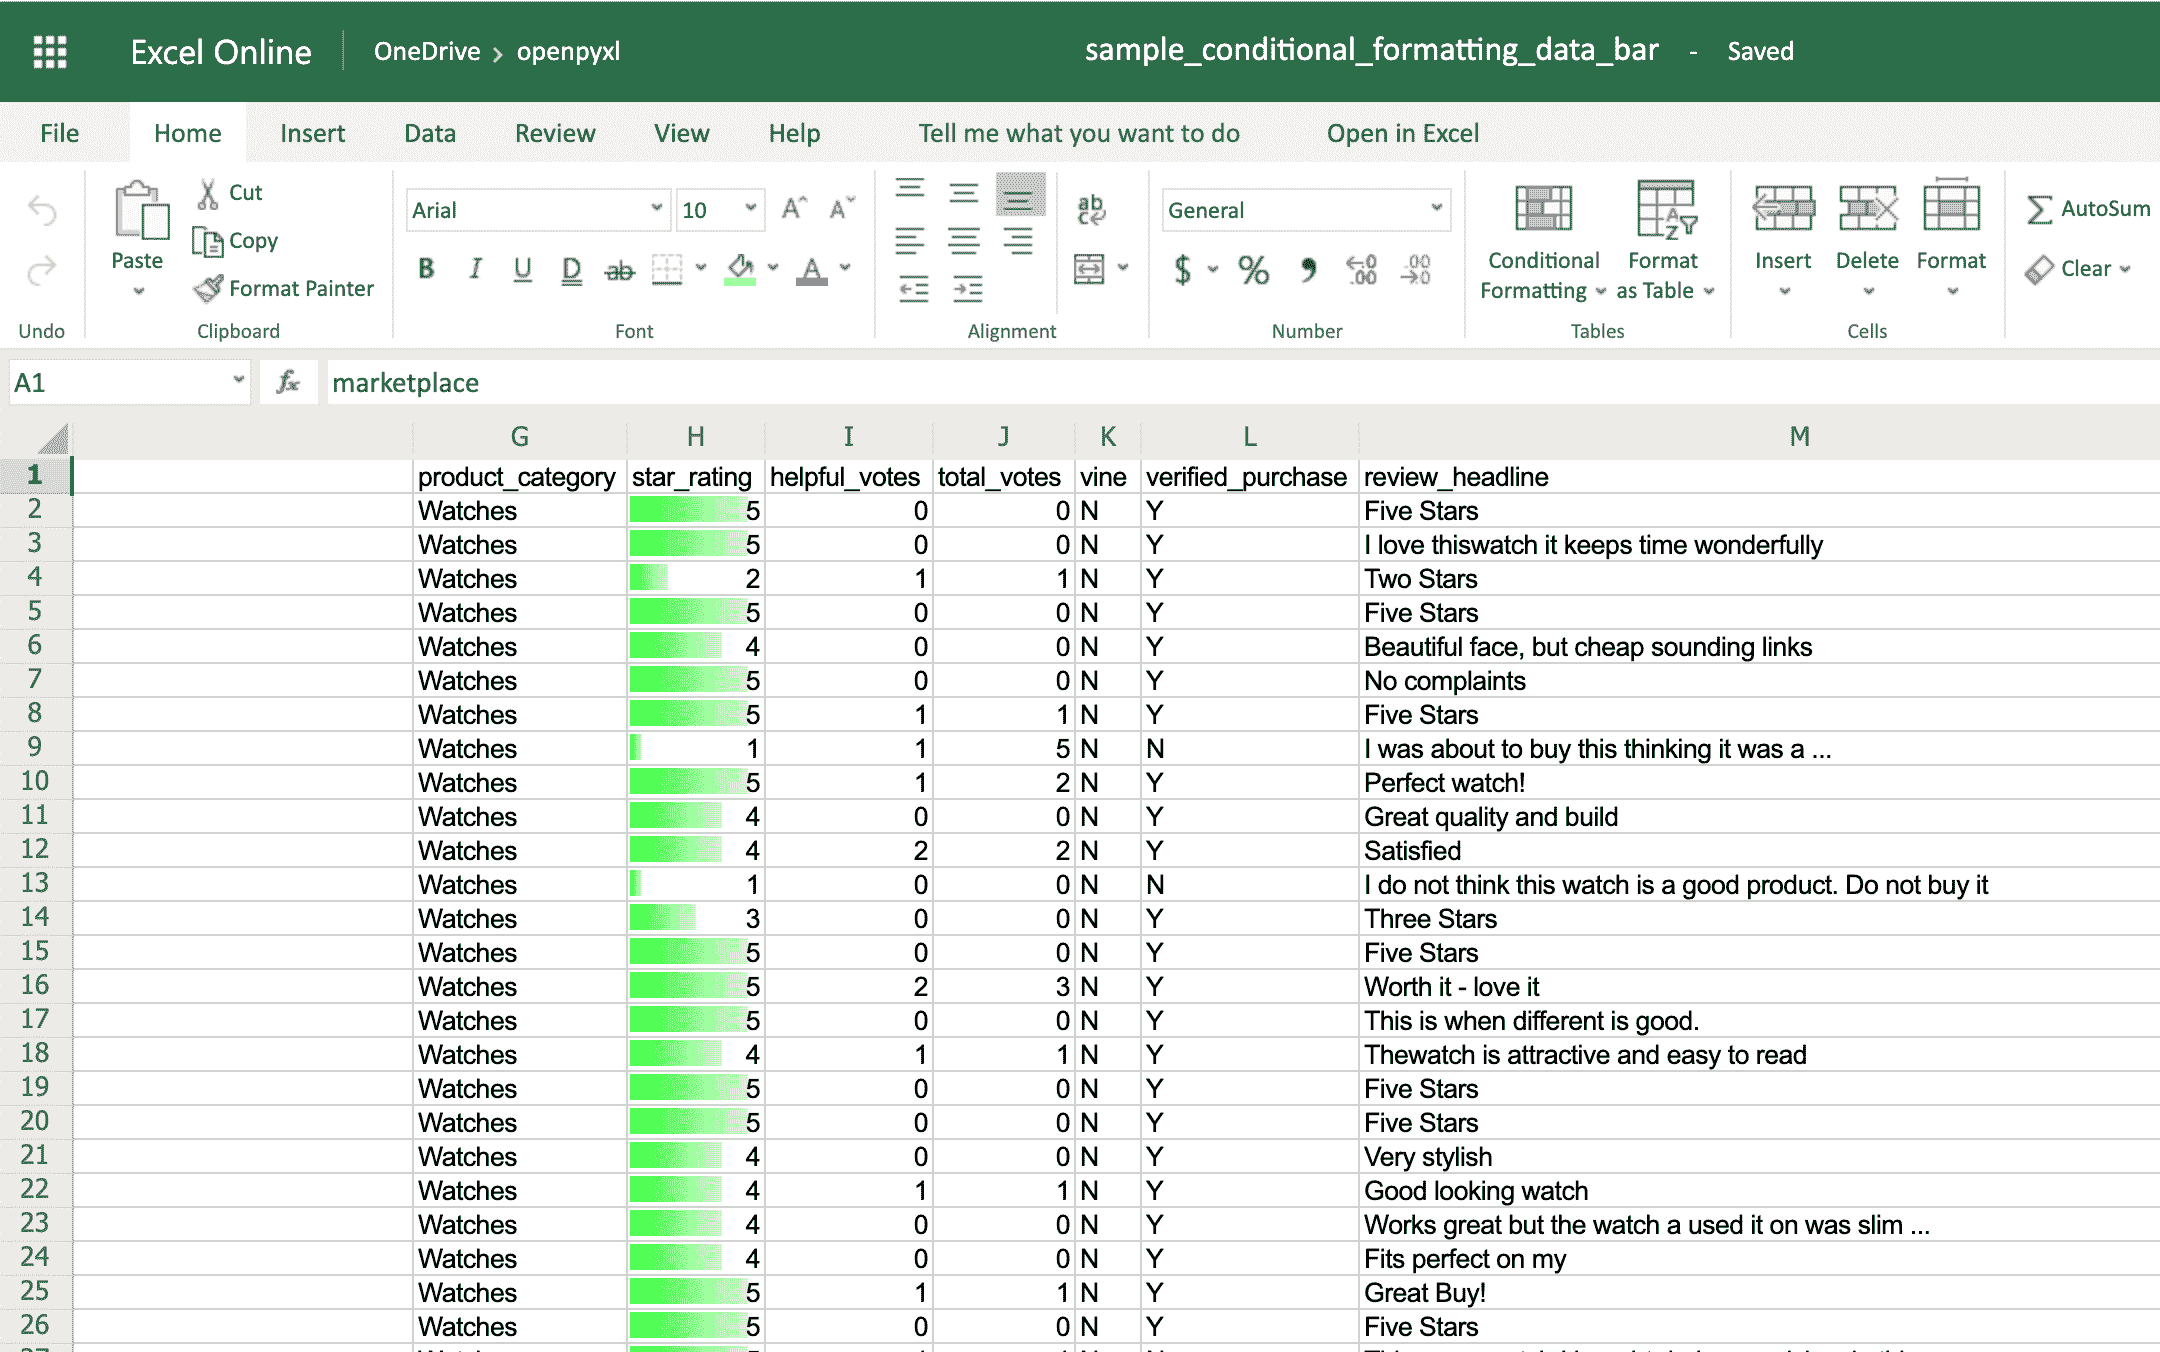 Excel Online OneDrive > openpyxl sample_conditional_formatting_data_bar - Saved
File Home Insert Data Review View Help Tell me what you want to do Open in Excel
Cut
Copy
Format Painter
Paste
Undo
Clipboard
Arial 10
B I U D ab
Font
ab
Alignment
General
$ % , .00 .00
Number
Conditional Formatting
Format as Table
Tables
Insert Delete Format
Cells
AutoSum
Clear
A1 fx marketplace
G H I J K L M
1 product_category star_rating helpful_votes total_votes vine verified_purchase review_headline
2 Watches 5 0 0 N Y Five Stars
3 Watches 5 0 0 N Y I love thiswatch it keeps time wonderfully
4 Watches 2 1 1 N Y Two Stars
5 Watches 5 0 0 N Y Five Stars
6 Watches 4 0 0 N Y Beautiful face, but cheap sounding links
7 Watches 5 0 0 N Y No complaints
8 Watches 5 1 1 N Y Five Stars
9 Watches 1 1 5 N N I was about to buy this thinking it was a ...
10 Watches 5 1 2 N Y Perfect watch!
11 Watches 4 0 0 N Y Great quality and build
12 Watches 4 2 2 N Y Satisfied
13 Watches 1 0 0 N N I do not think this watch is a good product. Do not buy it
14 Watches 3 0 0 N Y Three Stars
15 Watches 5 0 0 N Y Five Stars
16 Watches 5 2 3 N Y Worth it - love it
17 Watches 5 0 0 N Y This is when different is good.
18 Watches 4 1 1 N Y Thewatch is attractive and easy to read
19 Watches 5 0 0 N Y Five Stars
20 Watches 5 0 0 N Y Five Stars
21 Watches 4 0 0 N Y Very stylish
22 Watches 4 1 1 N Y Good looking watch
23 Watches 4 0 0 N Y Works great but the watch a used it on was slim ...
24 Watches 4 0 0 N Y Fits perfect on my
25 Watches 5 1 1 N Y Great Buy!
26 Watches 5 0 0 N Y Five Stars